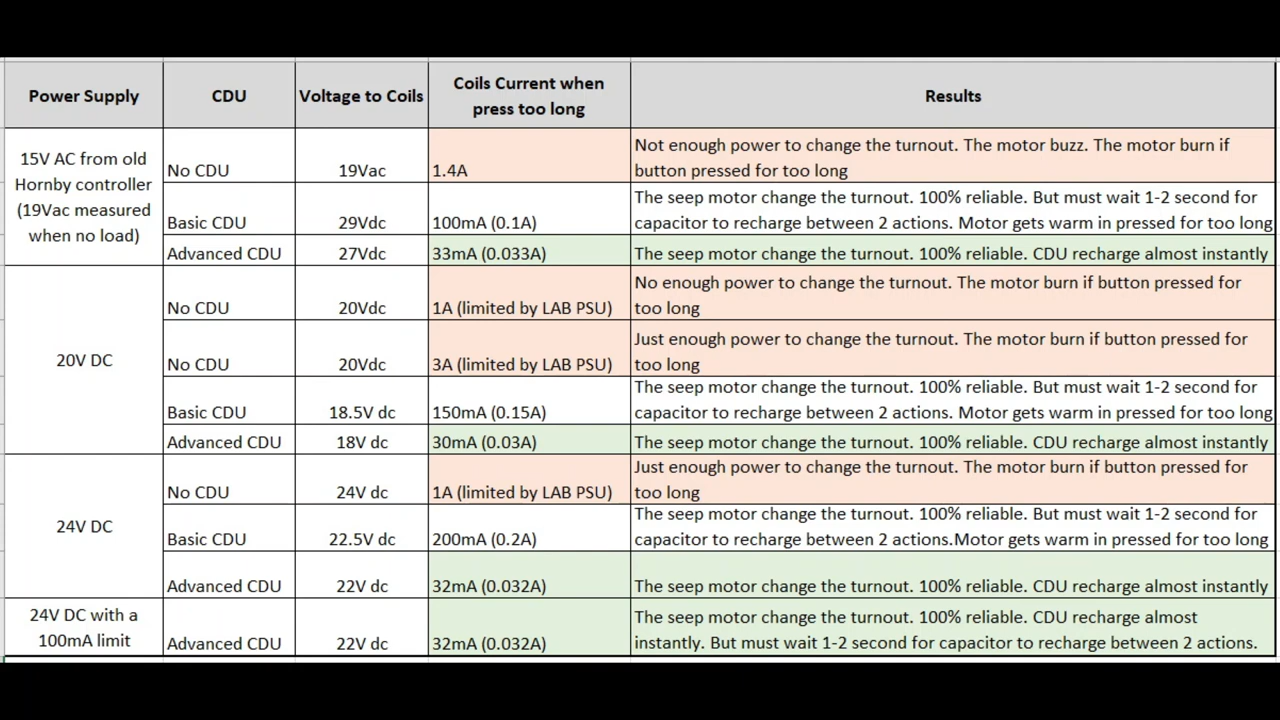 Power Supply
CDU
Voltage to Coils
Coils Current when
press too long
Results
15V AC from old
Hornby controller
(19Vac measured
when no load)
No CDU
19Vac
1.4A
Not enough power to change the turnout. The motor buzz. The motor burn if
button pressed for too long
Basic CDU
29Vdc
100mA (0.1A)
The seep motor change the turnout. 100% reliable. But must wait 1-2 second for
capacitor to recharge between 2 actions. Motor gets warm in pressed for too long
Advanced CDU
27Vdc
33mA (0.033A)
The seep motor change the turnout. 100% reliable. CDU recharge almost instantly
20V DC
No CDU
20Vdc
1A (limited by LAB PSU)
No enough power to change the turnout. The motor burn if button pressed for
too long
No CDU
20Vdc
3A (limited by LAB PSU)
Just enough power to change the turnout. The motor burn if button pressed for
too long
Basic CDU
18.5V dc
150mA (0.15A)
The seep motor change the turnout. 100% reliable. But must wait 1-2 second for
capacitor to recharge between 2 actions. Motor gets warm in pressed for too long
Advanced CDU
18V dc
30mA (0.03A)
The seep motor change the turnout. 100% reliable. CDU recharge almost instantly
24V DC
No CDU
24V dc
1A (limited by LAB PSU)
Just enough power to change the turnout. The motor burn if button pressed for
too long
Basic CDU
22.5V dc
200mA (0.2A)
The seep motor change the turnout. 100% reliable. But must wait 1-2 second for
capacitor to recharge between 2 actions.Motor gets warm in pressed for too long
Advanced CDU
22V dc
32mA (0.032A)
The seep motor change the turnout. 100% reliable. CDU recharge almost instantly
24V DC with a
100mA limit
Advanced CDU
22V dc
32mA (0.032A)
The seep motor change the turnout. 100% reliable. CDU recharge almost
instantly. But must wait 1-2 second for capacitor to recharge between 2 actions.